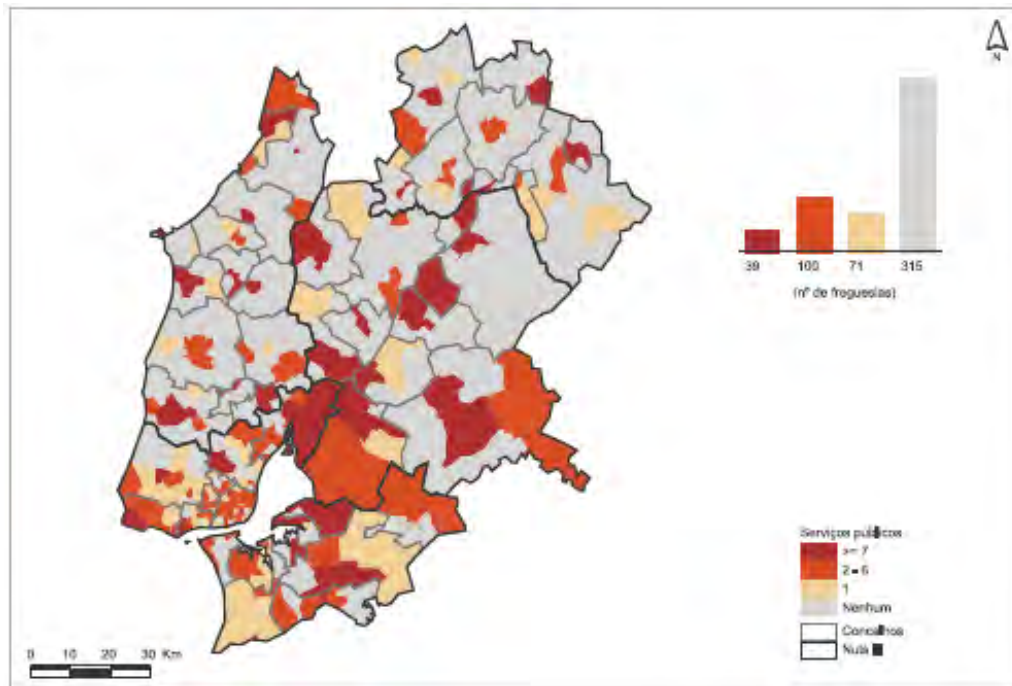 N
39 100 71 315
(nº de freguesias)
Serviços públicos
>= 7
2 - 6
1
Nenhum
Concelhos
Nuts
0 10 20 30 Km